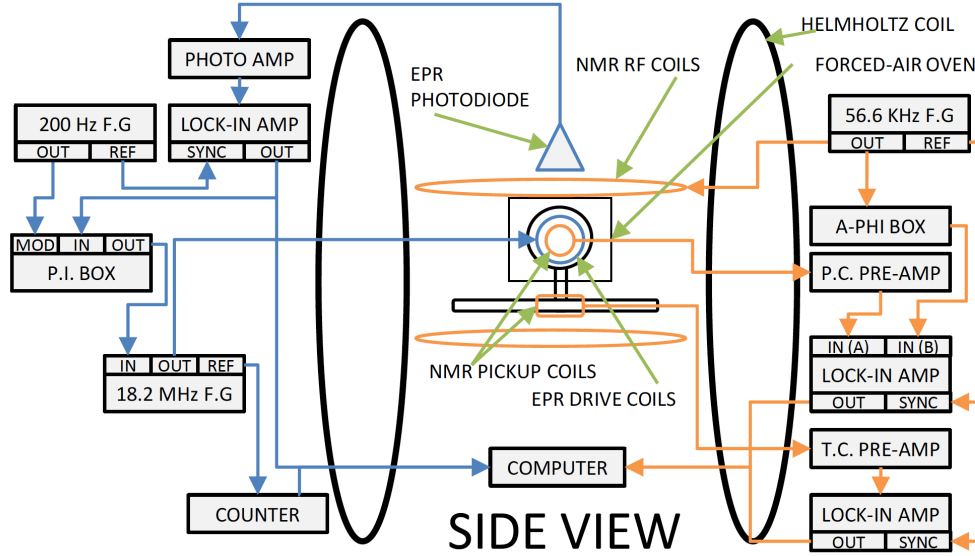 HELMHOLTZ COIL
PHOTO AMP
EPR
PHOTODIODE
NMR RF COILS
FORCED-AIR OVEN
200 Hz F.G
OUT REF
LOCK-IN AMP
SYNC OUT
56.6 KHz F.G
OUT REF
MOD IN OUT
P.I. BOX
A-PHI BOX
P.C. PRE-AMP
IN (A) IN (B)
LOCK-IN AMP
OUT SYNC
IN OUT REF
18.2 MHz F.G
NMR PICKUP COILS
EPR DRIVE COILS
T.C. PRE-AMP
COMPUTER
COUNTER
LOCK-IN AMP
OUT SYNC
SIDE VIEW